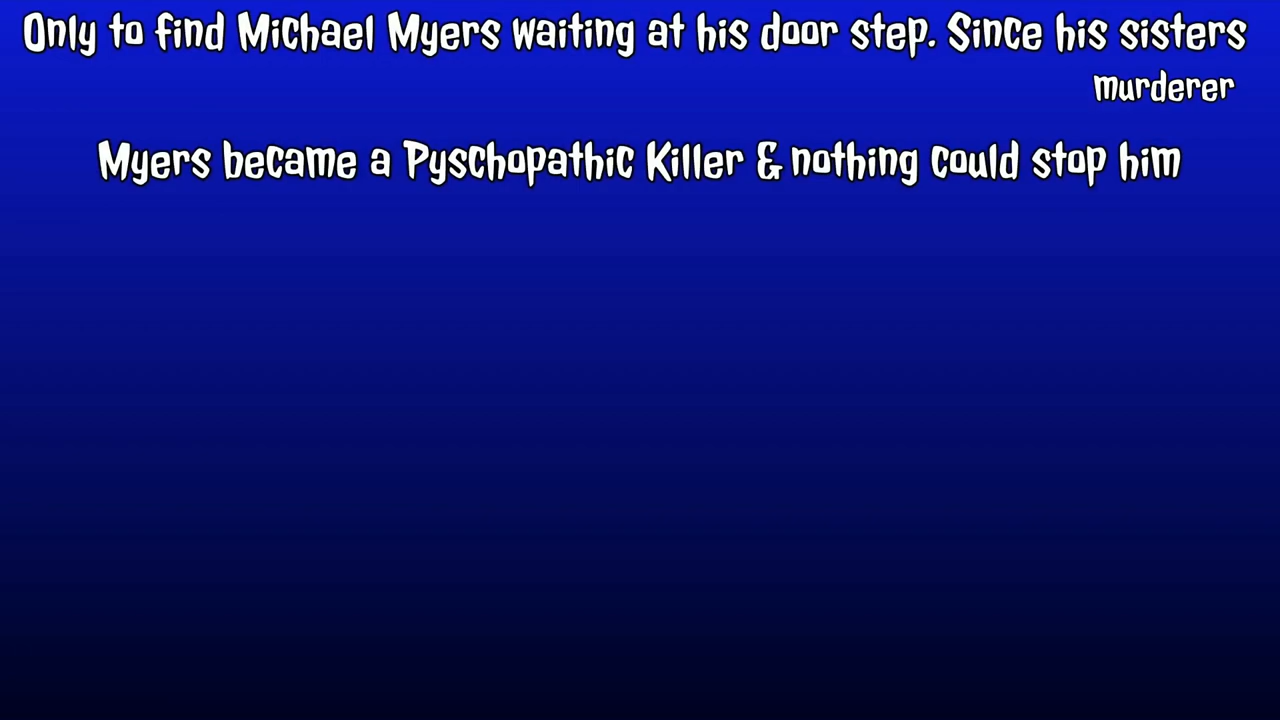 Only to find Michael Myers waiting at his door step. Since his sisters
murderer
Myers became a Pyschopathic Killer & nothing could stop him